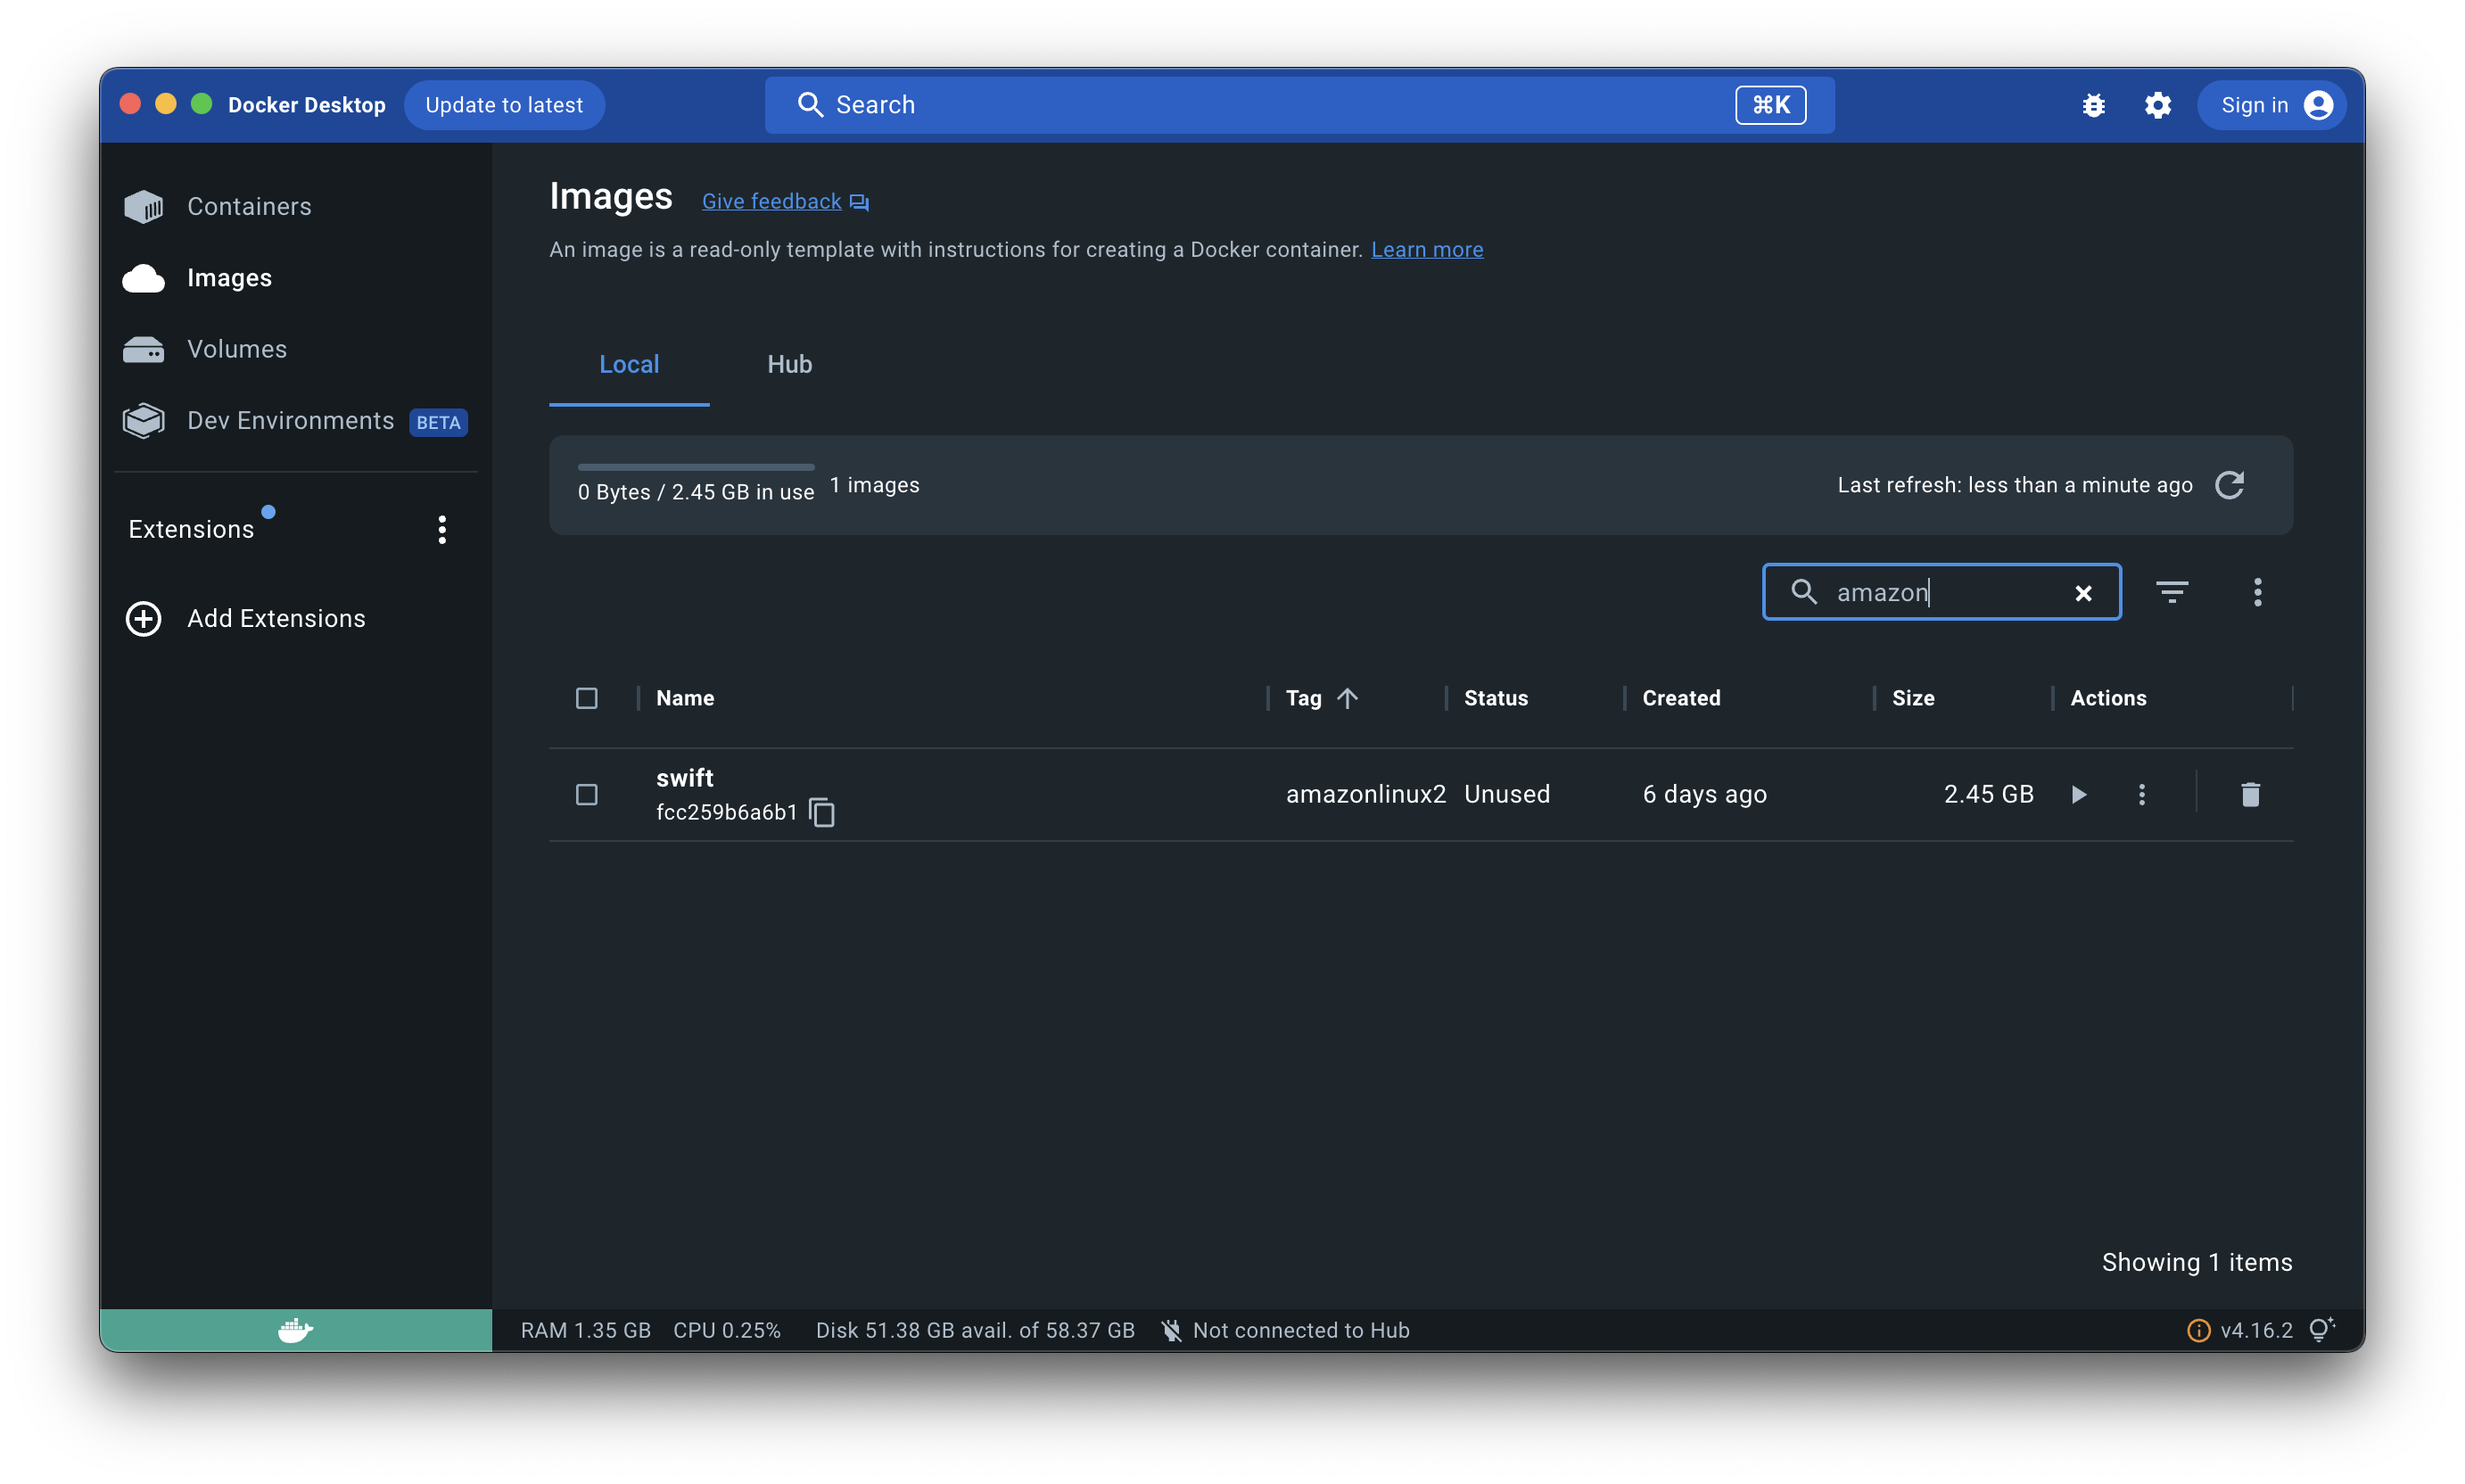 Docker Desktop Update to latest Search ⌘K Sign in
Containers
Images
Volumes
Dev Environments BETA
Extensions
Add Extensions
Images Give feedback
An image is a read-only template with instructions for creating a Docker container. Learn more
Local Hub
0 Bytes / 2.45 GB in use 1 images Last refresh: less than a minute ago
amazon
Name Tag Status Created Size Actions
swift
fcc259b6a6b1 amazonlinux2 Unused 6 days ago 2.45 GB
Showing 1 items
RAM 1.35 GB CPU 0.25% Disk 51.38 GB avail. of 58.37 GB Not connected to Hub v4.16.2